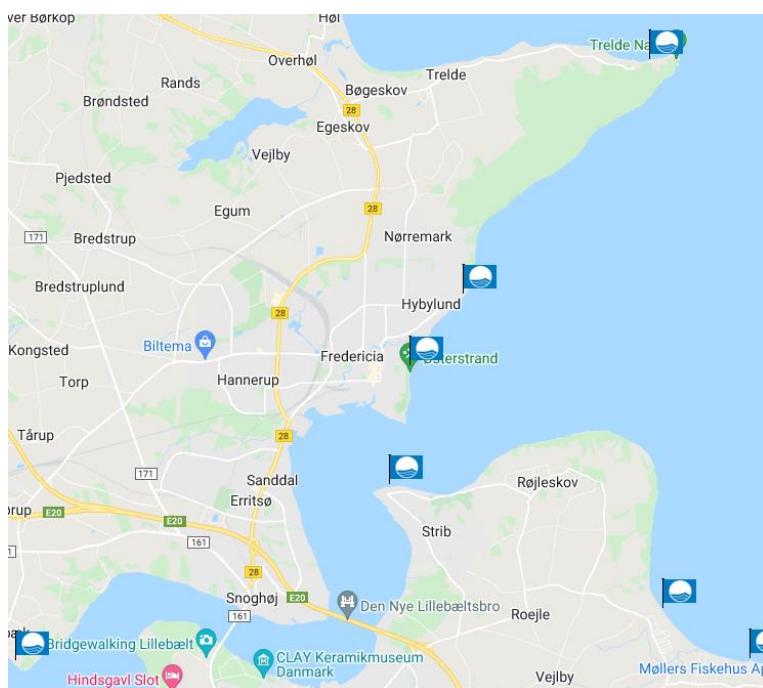 ver Børkop
Høl
Trelde Næ
Overhøl
Trelde
Rands
Bøgeskov
Brøndsted
28
Egeskov
Vejlby
Pjedsted
Egum
28
171
Bredstrup
Nørremark
Bredstruplund
Hybylund
28
Kongsted
Biltema
Fredericia
Østerstrand
Torp
Hannerup
Tårup
28
171
Sanddal
Røjleskov
Erritsø
rup
E20
E20
161
Strib
28
Snoghøj
E20
161
Den Nye Lillebæltsbro
Roejle
Bridgewalking Lillebælt
CLAY Keramikmuseum
Danmark
Hindsgavl Slot
Vejlby
Møllers Fiskehus Ap